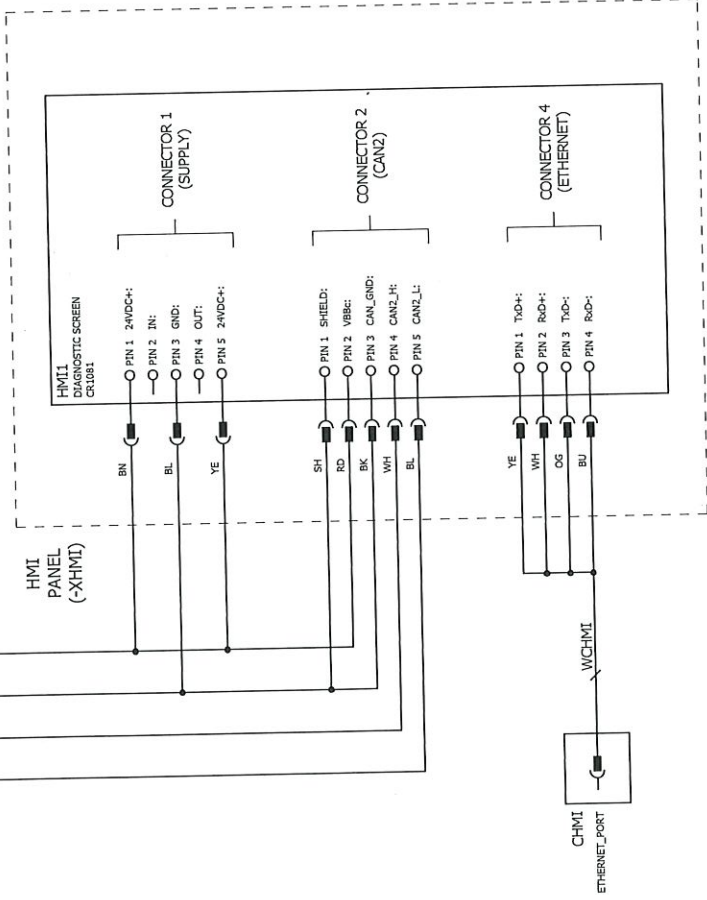 HMI
PANEL
(-XHMI)
HMI1
DIAGNOSTIC SCREEN
CR1081
CONNECTOR 1
(SUPPLY)
BN PIN 1 24VDC+:
PIN 2 IN:
BL PIN 3 GND:
PIN 4 OUT:
YE PIN 5 24VDC+:
CONNECTOR 2
(CAN2)
SH PIN 1 SHIELD:
RD PIN 2 VBBc:
BK PIN 3 CAN_GND:
WH PIN 4 CAN2_H:
BL PIN 5 CAN2_L:
CONNECTOR 4
(ETHERNET)
YE PIN 1 TxD+:
WH PIN 2 RxD+:
OG PIN 3 TxD-:
BU PIN 4 RxD-:
WCHMI
CHMI
ETHERNET_PORT